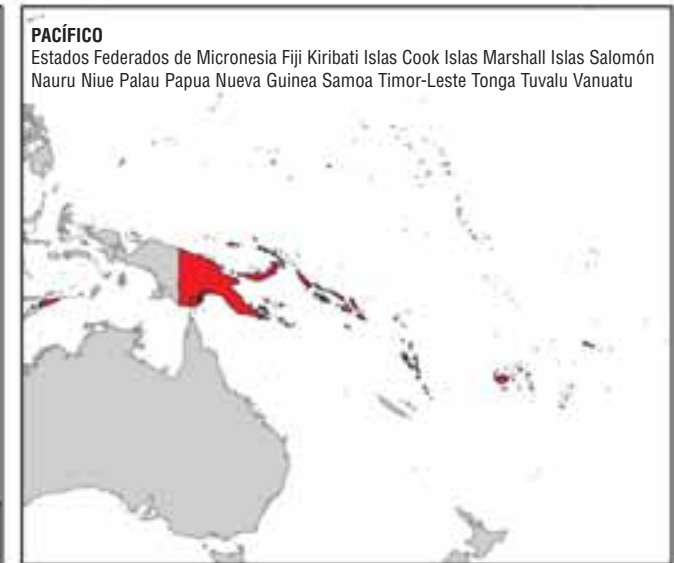 PACÍFICO
Estados Federados de Micronesia Fiji Kiribati Islas Cook Islas Marshall Islas Salomón
Nauru Niue Palau Papua Nueva Guinea Samoa Timor-Leste Tonga Tuvalu Vanuatu